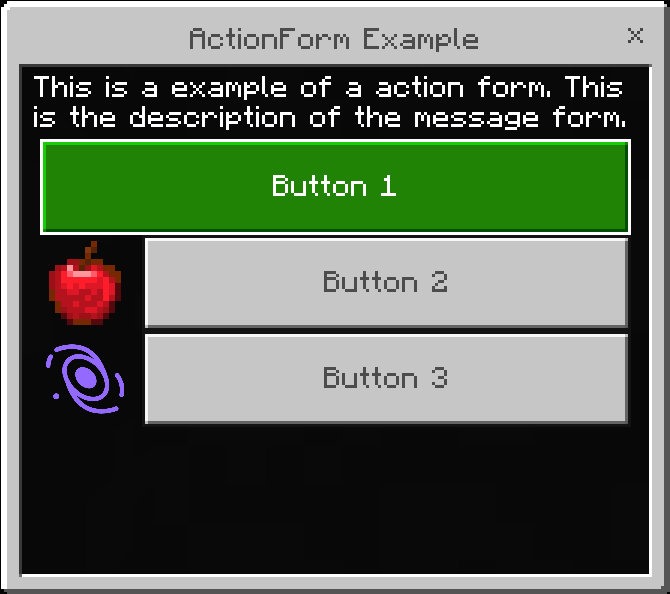 ActionForm Example
This is a example of a action form. This
is the description of the message form.
Button 1
Button 2
Button 3